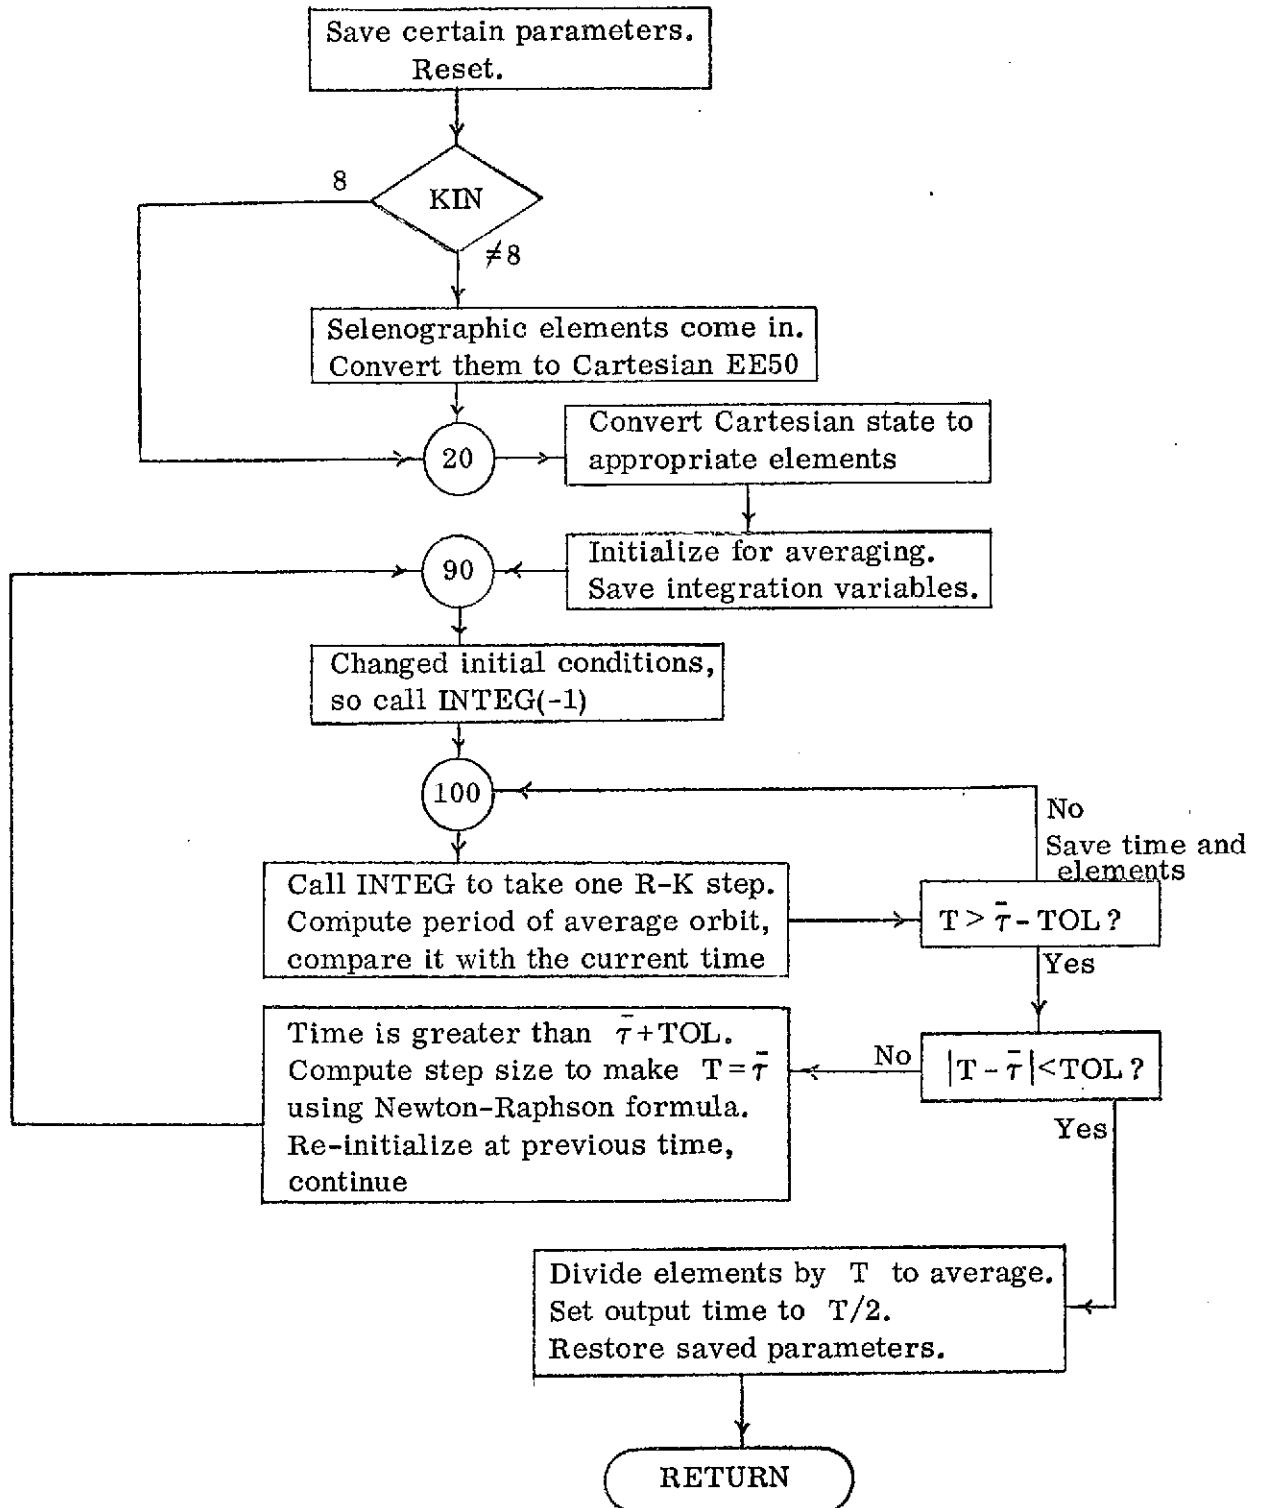 Save certain parameters.
Reset.
8
KIN
≠8
Selenographic elements come in.
Convert them to Cartesian EE50
20
Convert Cartesian state to
appropriate elements
90
Initialize for averaging.
Save integration variables.
Changed initial conditions,
so call INTEG(-1)
100
No
Save time and
elements
Call INTEG to take one R-K step.
Compute period of average orbit,
compare it with the current time
T > τ̄ - TOL ?
Yes
Time is greater than τ̄+TOL.
Compute step size to make T = τ̄
using Newton-Raphson formula.
Re-initialize at previous time,
continue
No
|T - τ̄| < TOL ?
Yes
Divide elements by T to average.
Set output time to T/2.
Restore saved parameters.
RETURN